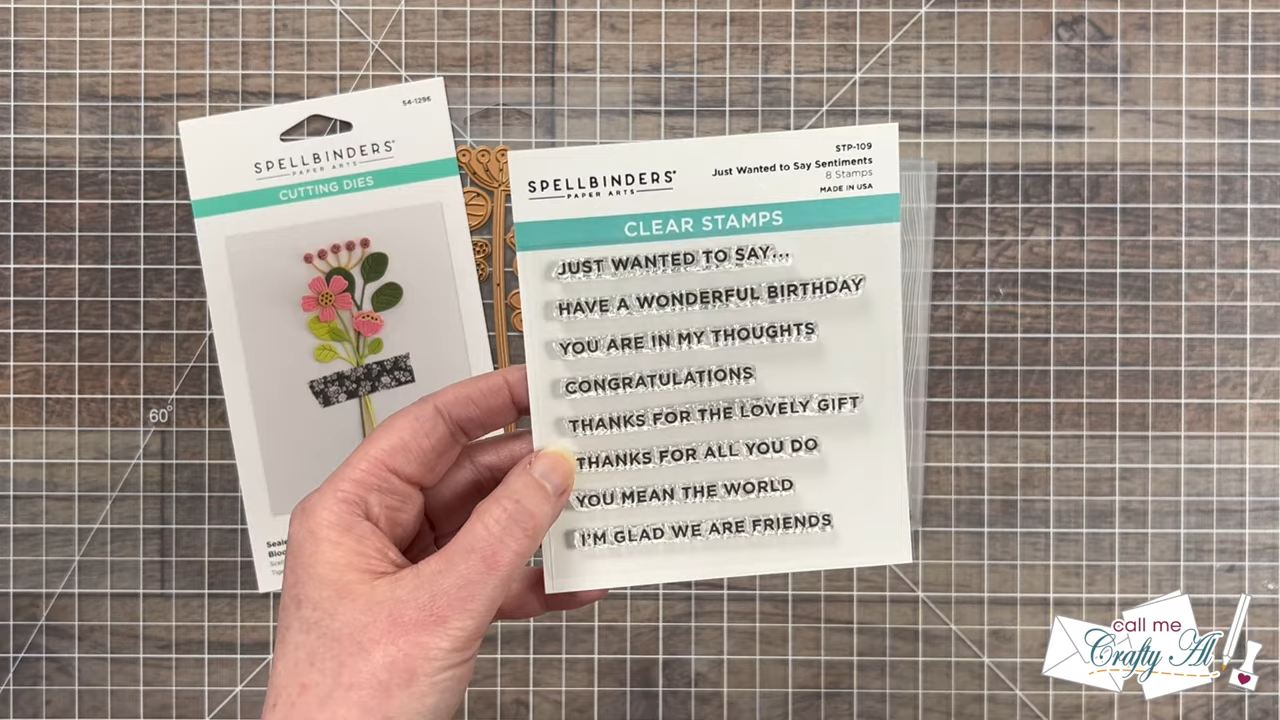 S4-1296
SPELLBINDERS®
PAPER ARTS
CUTTING DIES
60°
STP-109
Just Wanted to Say Sentiments
8 Stamps
MADE IN USA
SPELLBINDERS®
PAPER ARTS
CLEAR STAMPS
JUST WANTED TO SAY...
HAVE A WONDERFUL BIRTHDAY
YOU ARE IN MY THOUGHTS
CONGRATULATIONS
THANKS FOR THE LOVELY GIFT
THANKS FOR ALL YOU DO
YOU MEAN THE WORLD
I'M GLAD WE ARE FRIENDS
call me
Crafty Al